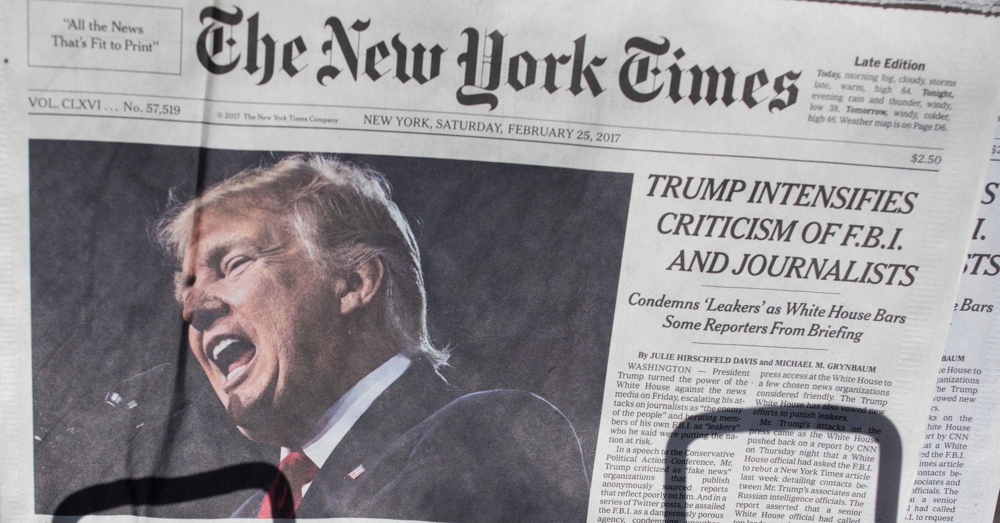 "All the News
That's Fit to Print"
The New York Times
Late Edition
Today, morning fog, cloudy, storms
late, warm, high 64. Tonight,
evening rain and thunder, windy,
low 38. Tomorrow, windy, colder,
high 46. Weather map is on Page D6.
VOL. CLXVI . . . No. 57,519
© 2017 The New York Times Company
NEW YORK, SATURDAY, FEBRUARY 25, 2017
$2.50
TRUMP INTENSIFIES
CRITICISM OF F.B.I.
AND JOURNALISTS
Condemns 'Leakers' as White House Bars
Some Reporters From Briefing
By JULIE HIRSCHFELD DAVIS and MICHAEL M. GRYNBAUM
WASHINGTON — President
Trump turned the power of the
White House against the news
media on Friday, escalating his at-
tacks on journalists as "the enemy
of the people" and berating mem-
bers of his own F.B.I. as "leakers"
who he said were putting the na-
tion at risk.
In a speech to the Conservative
Political Action Conference, Mr.
Trump criticized as "fake news"
organizations that publish
anonymously sourced reports
that reflect poorly on him. And in a
series of Twitter posts, he assailed
the F.B.I. as a dangerously porous
agency, condemning
press access at the White House to
a few chosen news organizations
considered friendly. The Trump
White House has also vowed new
efforts to punish leakers.
Mr. Trump's attacks on the
press came as the White House
pushed back on a report by CNN
on Thursday night that a White
House official had asked the F.B.I.
to rebut a New York Times article
last week detailing contacts be-
tween Mr. Trump's associates and
Russian intelligence officials. The
report asserted that a senior
White House official had called
S
I.
STS
e Bars
BAUM
te House to
ganizations
he Trump
vowed new
rs.
ks on the
hite House
ort by CNN
at a White
ed the F.B.I.
imes article
contacts be-
sociates and
officials. The
at a senior
l had called
.I. to request